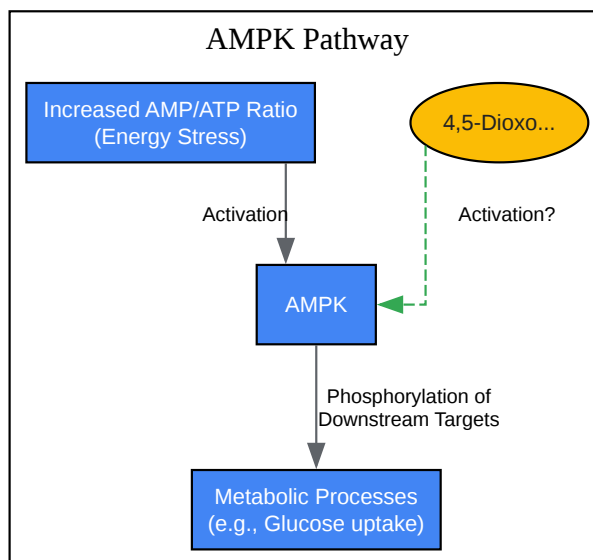 AMPK Pathway
Increased AMP/ATP Ratio
(Energy Stress)
4,5-Dioxo...
Activation
Activation?
AMPK
Phosphorylation of
Downstream Targets
Metabolic Processes
(e.g., Glucose uptake)